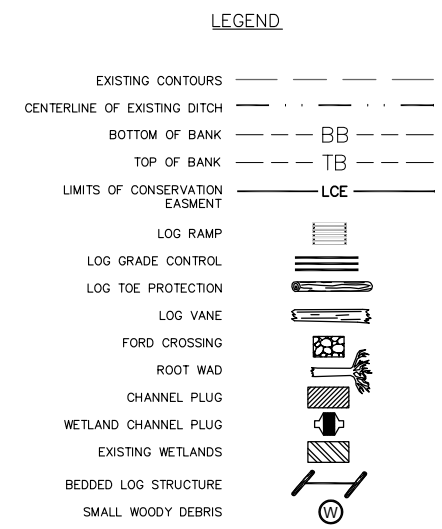 LEGEND
EXISTING CONTOURS
CENTERLINE OF EXISTING DITCH
BOTTOM OF BANK BB
TOP OF BANK TB
LIMITS OF CONSERVATION LCE
EASMENT
LOG RAMP
LOG GRADE CONTROL
LOG TOE PROTECTION
LOG VANE
FORD CROSSING
ROOT WAD
CHANNEL PLUG
WETLAND CHANNEL PLUG
EXISTING WETLANDS
BEDDED LOG STRUCTURE
SMALL WOODY DEBRIS W